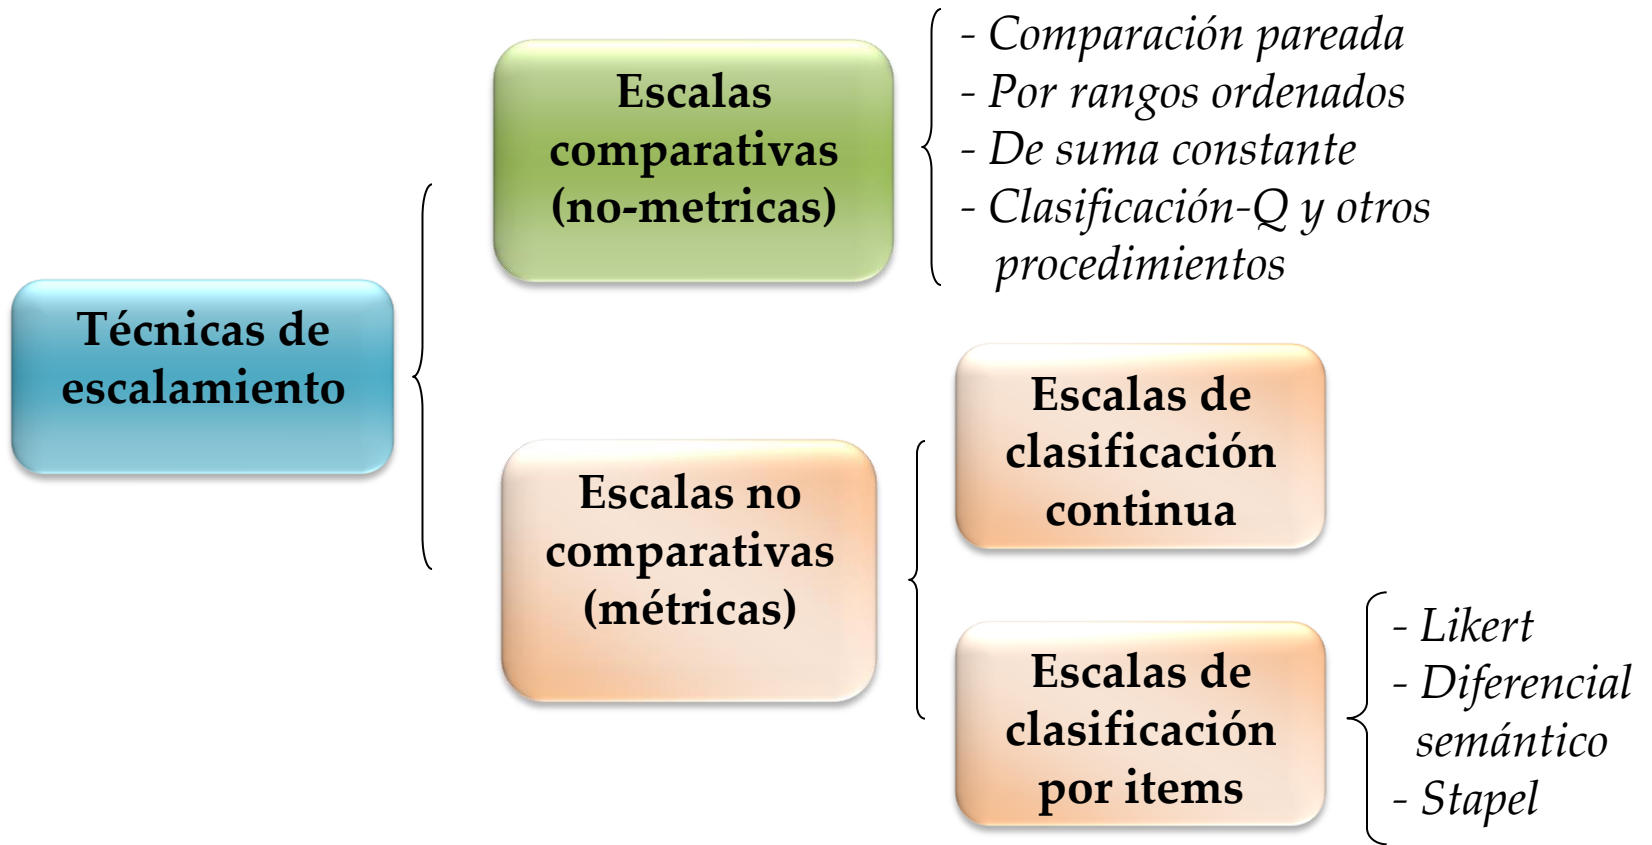 Técnicas de
escalamiento
Escalas
comparativas
(no-metricas)
- Comparación pareada
- Por rangos ordenados
- De suma constante
- Clasificación-Q y otros
procedimientos
Escalas no
comparativas
(métricas)
Escalas de
clasificación
continua
Escalas de
clasificación
por items
- Likert
- Diferencial
semántico
- Stapel